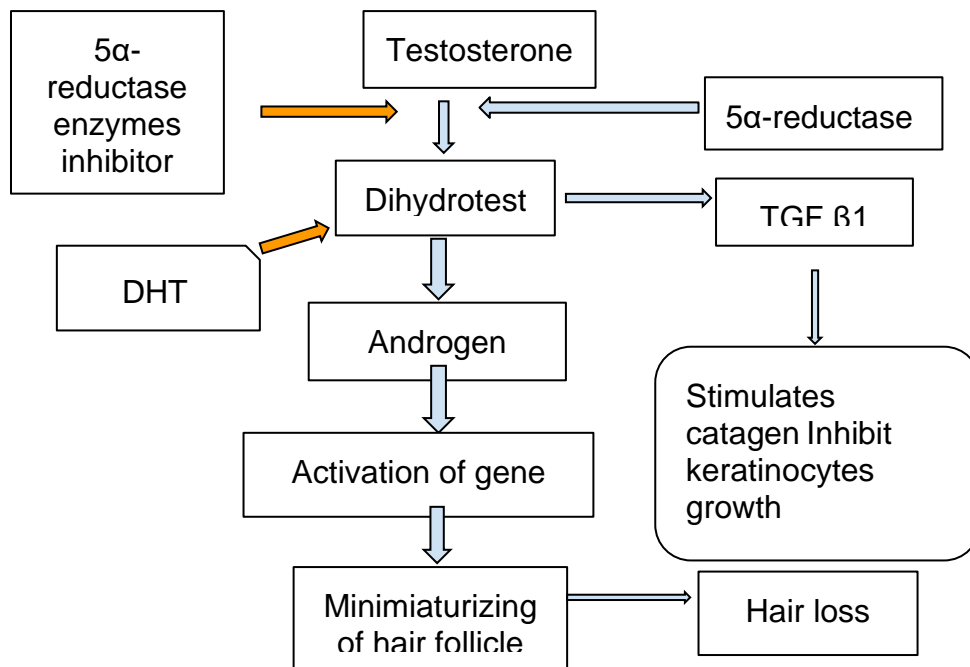 5α-
reductase
enzymes
inhibitor
Testosterone
5α-reductase
Dihydrotest
TGF ß1
DHT
Androgen
Stimulates
catagen Inhibit
keratinocytes
growth
Activation of gene
Minimiaturizing
of hair follicle
Hair loss